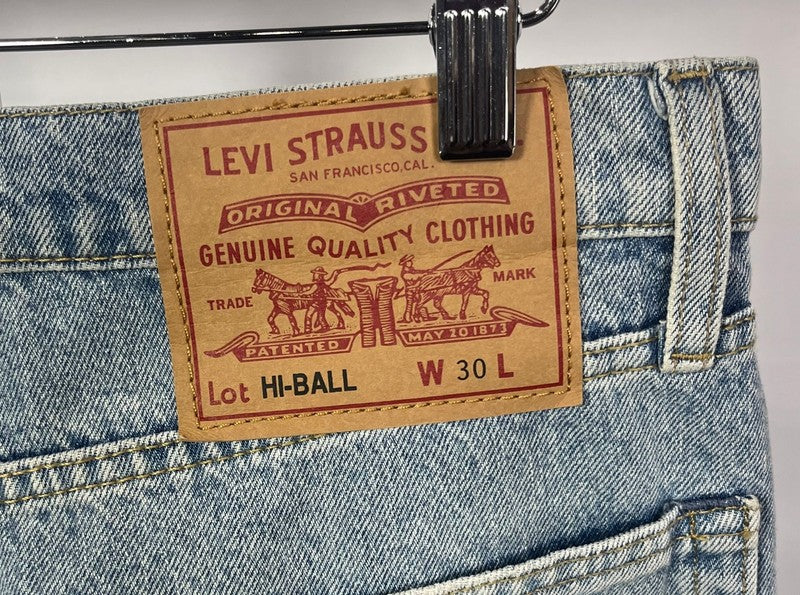 LEVI STRAUSS
SAN FRANCISCO, CAL.
ORIGINAL RIVETED
GENUINE QUALITY CLOTHING
TRADE MARK
PATENTED MAY 20 1873
Lot HI-BALL W 30 L